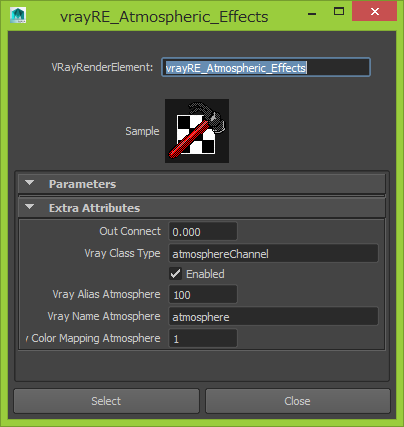 vrayRE_Atmospheric_Effects
VRayRenderElement: vrayRE_Atmospheric_Effects
Sample
Parameters
Extra Attributes
Out Connect 0.000
Vray Class Type atmosphereChannel
Enabled
Vray Alias Atmosphere 100
Vray Name Atmosphere atmosphere
Color Mapping Atmosphere 1
Select Close